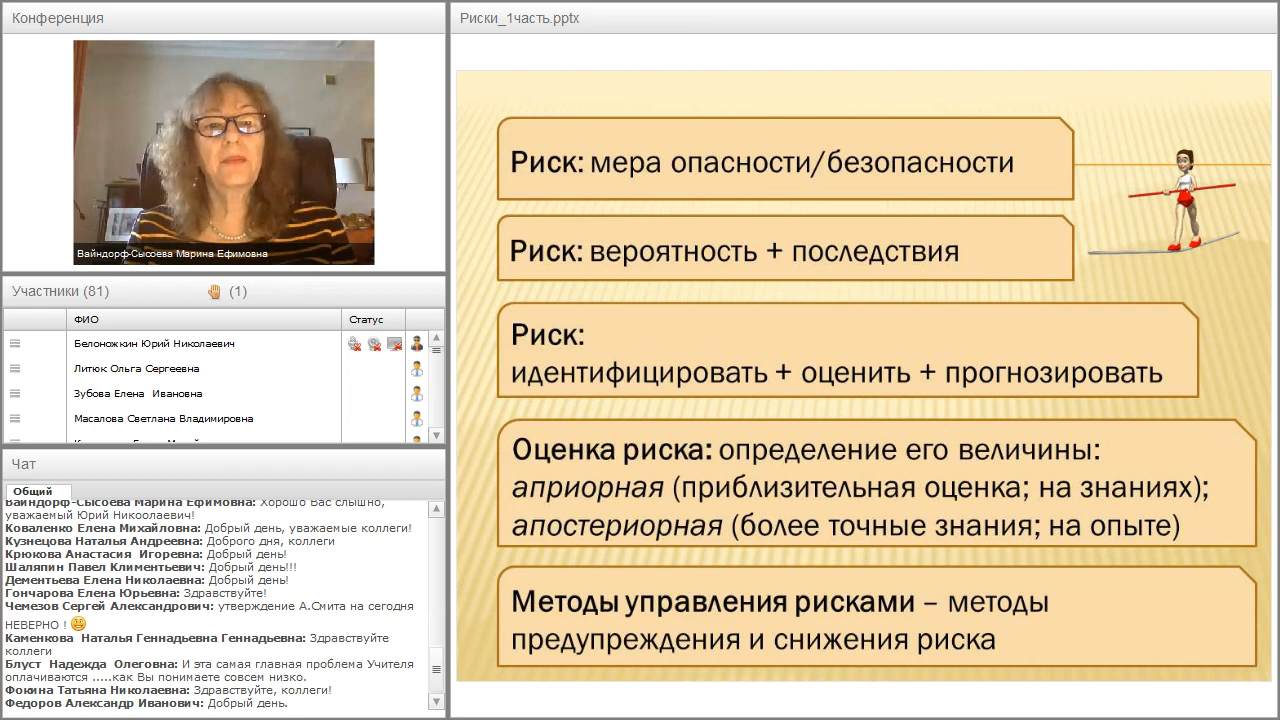 Конференция
Вайндорф-Сысоева Марина Ефимовна
Участники (81)
(1)
ФИО
Статус
Белоножкин Юрий Николаевич
Литюк Ольга Сергеевна
Зубова Елена Ивановна
Масалова Светлана Владимировна
Чат
Общий
Вайндорф-Сысоева Марина Ефимовна: Хорошо Вас слышно,
уважаемый Юрий Никоолаевич!
Коваленко Елена Михайловна: Добрый день, уважаемые коллеги!
Кузнецова Наталья Андреевна: Доброго дня, коллеги
Крюкова Анастасия Игоревна: Добрый день!
Шаляпин Павел Климентьевич: Добрый день!!!
Дементьева Елена Николаевна: Добрый день!
Гончарова Елена Юрьевна: Здравствуйте!
Чемезов Сергей Александрович: утверждение А.Смита на сегодня
НЕВЕРНО !
Каменкова Наталья Геннадьевна Геннадьевна: Здравствуйте
коллеги
Блуст Надежда Олеговна: И эта самая главная проблема Учителя
оплачиваются .....как Вы понимаете совсем низко.
Фокина Татьяна Николаевна: Здравствуйте, коллеги!
Федоров Александр Иванович: Добрый день.
Риски_1часть.pptx
Риск: мера опасности/безопасности
Риск: вероятность + последствия
Риск:
идентифицировать + оценить + прогнозировать
Оценка риска: определение его величины:
априорная (приблизительная оценка; на знаниях);
апостериорная (более точные знания; на опыте)
Методы управления рисками – методы
предупреждения и снижения риска